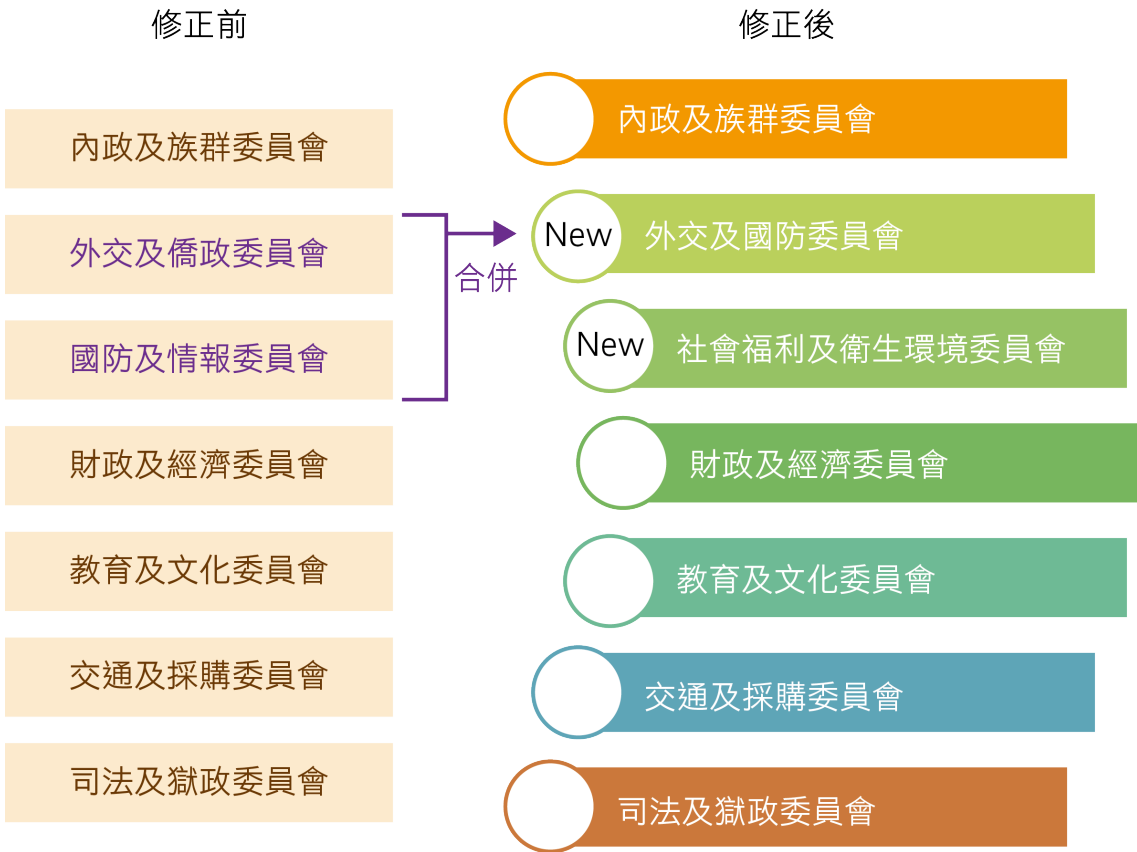 修正前
內政及族群委員會
外交及僑政委員會
國防及情報委員會
財政及經濟委員會
教育及文化委員會
交通及採購委員會
司法及獄政委員會
合併
修正後
內政及族群委員會
New 外交及國防委員會
New 社會福利及衛生環境委員會
財政及經濟委員會
教育及文化委員會
交通及採購委員會
司法及獄政委員會